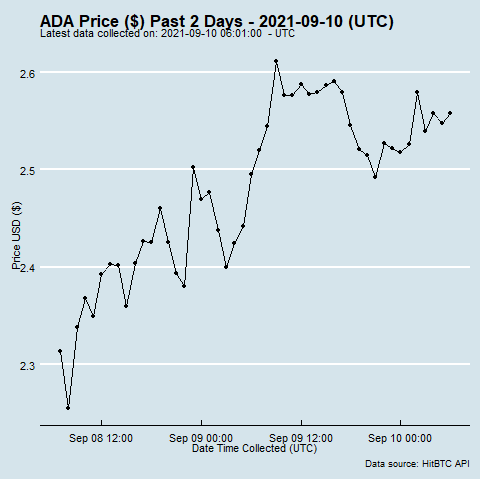 ADA Price ($) Past 2 Days - 2021-09-10 (UTC)
Latest data collected on: 2021-09-10 06:01:00  - UTC
2.6
2.5
2.4
2.3
Price USD ($)
Sep 08 12:00
Sep 09 00:00
Sep 09 12:00
Sep 10 00:00
Date Time Collected (UTC)
Data source: HitBTC API